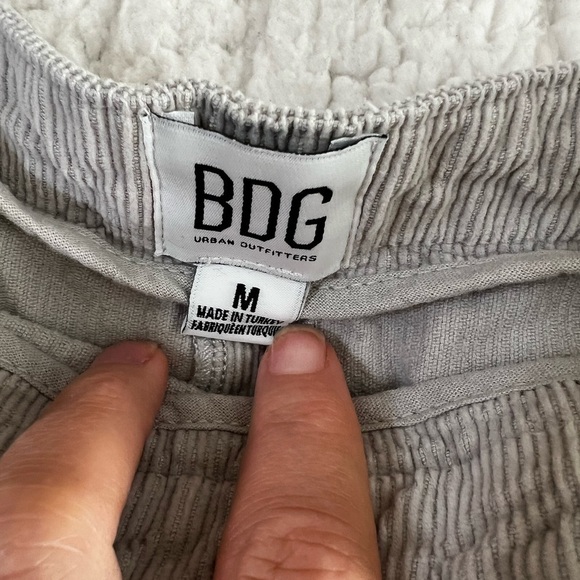 BDG
URBAN OUTFITTERS
M
MADE IN TURKEY
FABRIQUÉ EN TURQUIE